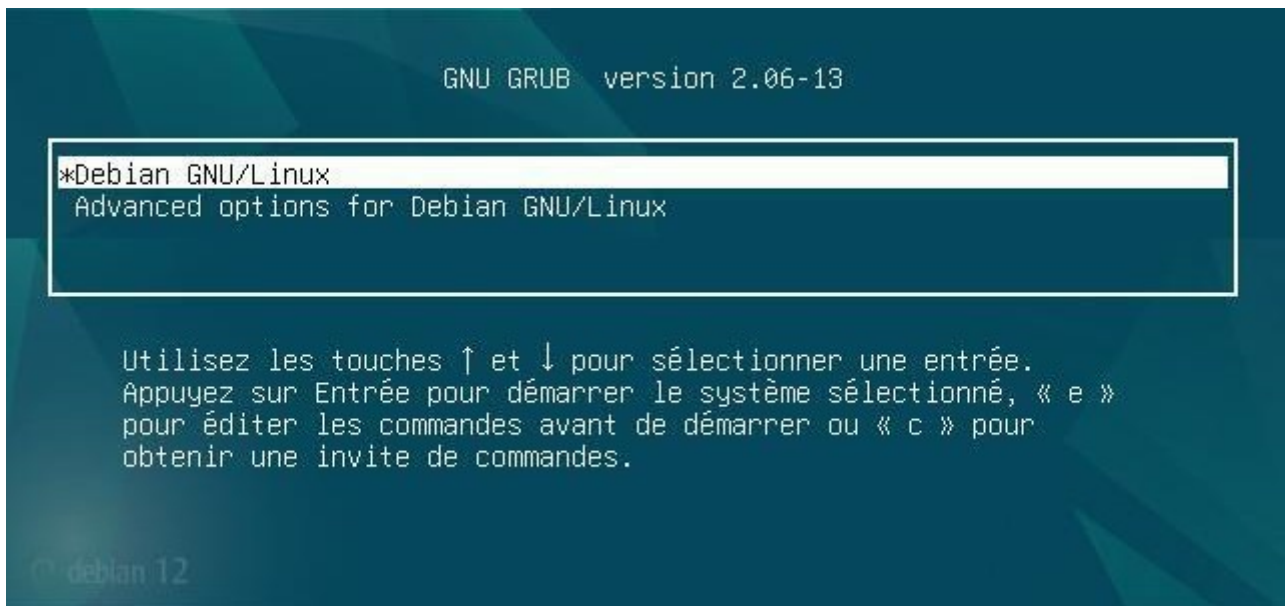 GNU GRUB version 2.06-13
*Debian GNU/Linux
Advanced options for Debian GNU/Linux
Utilisez les touches ↑ et ↓ pour sélectionner une entrée.
Appuyez sur Entrée pour démarrer le système sélectionné, « e »
pour éditer les commandes avant de démarrer ou « c » pour
obtenir une invite de commandes.
debian 12